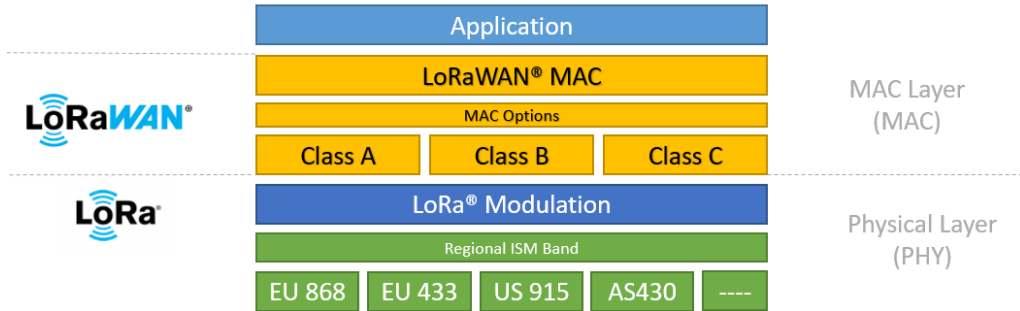 Application
LoRaWAN®
LoRaWAN® MAC
MAC Options
Class A Class B Class C
MAC Layer
(MAC)
LoRa®
LoRa® Modulation
Regional ISM Band
EU 868 EU 433 US 915 AS430 ----
Physical Layer
(PHY)